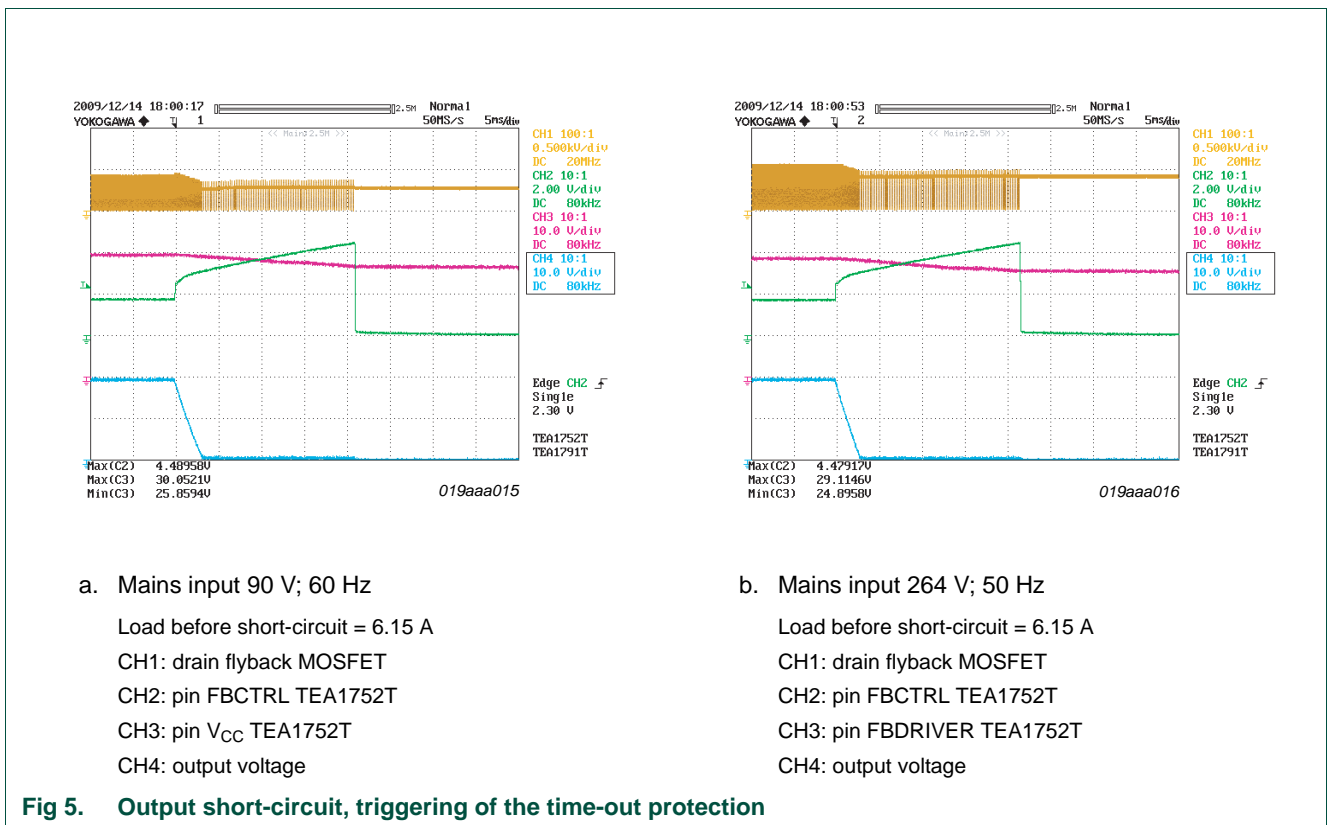 2009/12/14 18:00:17 2.5M Normal
YOKOGAWA ◆ 1 50MS/s 5ms/div
<< Main:2.5M >>
CH1 100:1
0.500kV/div
DC 20MHz
CH2 10:1
2.00 V/div
DC 80kHz
CH3 10:1
10.0 V/div
DC 80kHz
CH4 10:1
10.0 V/div
DC 80kHz
Edge CH2
Single
2.30 V
TEA1752T
TEA1791T
Max(C2) 4.48958V
Max(C3) 30.0521V
Min(C3) 25.8594V
019aaa015
a. Mains input 90 V; 60 Hz
Load before short-circuit = 6.15 A
CH1: drain flyback MOSFET
CH2: pin FBCTRL TEA1752T
CH3: pin VCC TEA1752T
CH4: output voltage
2009/12/14 18:00:53 2.5M Normal
YOKOGAWA ◆ 2 50MS/s 5ms/div
<< Main:2.5M >>
CH1 100:1
0.500kV/div
DC 20MHz
CH2 10:1
2.00 V/div
DC 80kHz
CH3 10:1
10.0 V/div
DC 80kHz
CH4 10:1
10.0 V/div
DC 80kHz
Edge CH2
Single
2.30 V
TEA1752T
TEA1791T
Max(C2) 4.47917V
Max(C3) 29.1146V
Min(C3) 24.8958V
019aaa016
b. Mains input 264 V; 50 Hz
Load before short-circuit = 6.15 A
CH1: drain flyback MOSFET
CH2: pin FBCTRL TEA1752T
CH3: pin FBDRIVER TEA1752T
CH4: output voltage
Fig 5. Output short-circuit, triggering of the time-out protection